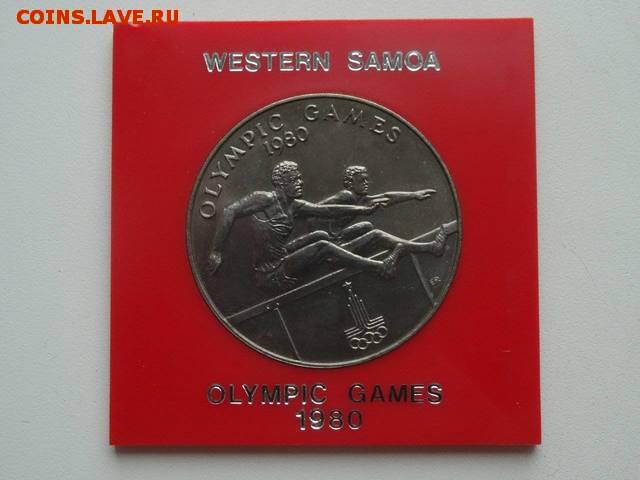 COINS.LAVE.RU
WESTERN SAMOA
OLYMPIC GAMES
1980
OLYMPIC GAMES
1980